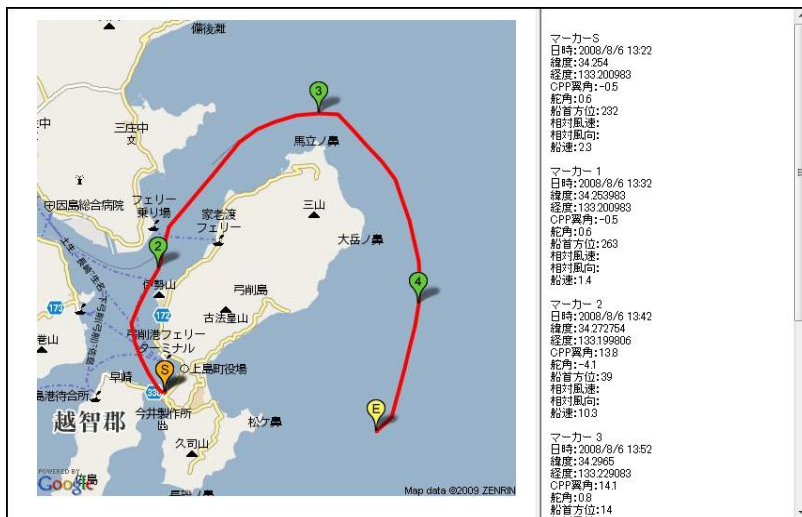 備後灘
三庄中
文
因島総合病院
フェリー
乗り場
馬立ノ鼻
三山
家老渡
フェリー
大岳ノ鼻
3
2
4
伊勢山
弓削島
173
172
古法皇山
弓削港フェリー
ターミナル
上島町役場
S
E
早崎
越智郡
今井製作所
久司山
松ケ鼻
POWERED BY
Google
Map data ©2009 ZENRIN
マーカーS
日時:2008/8/6 13:22
緯度:34.254
経度:133.200983
CPP翼角:-0.5
舵角:0.6
船首方位:232
相対風速:
相対風向:
船速:2.3
マーカー 1
日時:2008/8/6 13:32
緯度:34.253983
経度:133.200983
CPP翼角:-0.5
舵角:0.6
船首方位:263
相対風速:
相対風向:
船速:1.4
マーカー 2
日時:2008/8/6 13:42
緯度:34.272754
経度:133.199806
CPP翼角:13.8
舵角:-4.1
船首方位:39
相対風速:
相対風向:
船速:10.3
マーカー 3
日時:2008/8/6 13:52
緯度:34.2965
経度:133.229083
CPP翼角:14.1
舵角:0.8
船首方位:14